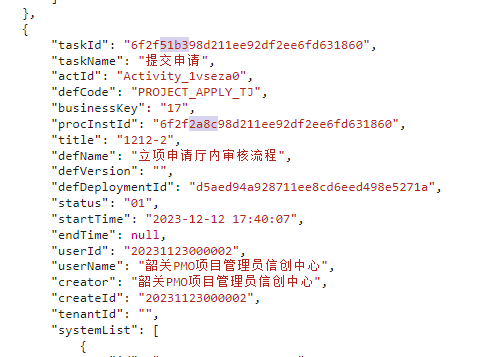 },
{
"taskId": "6f2f51b398d211ee92df2ee6fd631860",
"taskName": "提交申请",
"actId": "Activity_1vseza0",
"defCode": "PROJECT_APPLY_TJ",
"businessKey": "17",
"procInstId": "6f2f2a8c98d211ee92df2ee6fd631860",
"title": "1212-2",
"defName": "立项申请厅内审核流程",
"defVersion": "",
"defDeploymentId": "d5aed94a928711ee8cd6eed498e5271a",
"status": "01",
"startTime": "2023-12-12 17:40:07",
"endTime": null,
"userId": "20231123000002",
"userName": "韶关PMO项目管理员信创中心",
"creator": "韶关PMO项目管理员信创中心",
"createId": "20231123000002",
"tenantId": "",
"systemList": [
{